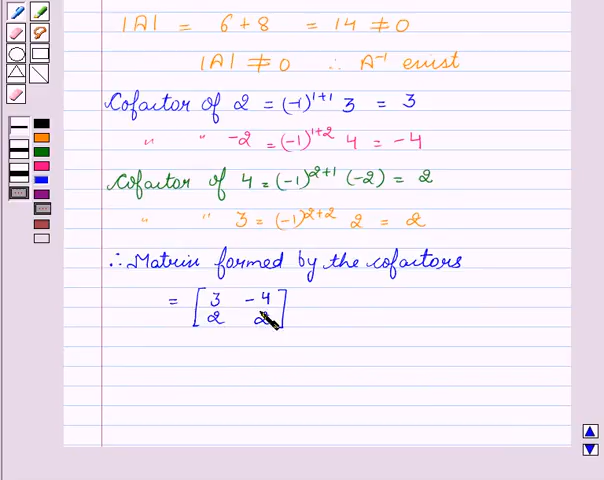 |A| = 6 + 8 = 14 ≠ 0
|A| ≠ 0 ∴ A⁻¹ exist
Cofactor of 2 = (-1)¹⁺¹ 3 = 3
" " -2 = (-1)¹⁺² 4 = -4
Cofactor of 4 = (-1)²⁺¹ (-2) = 2
" " 3 = (-1)²⁺² 2 = 2
∴ Matrix formed by the cofactors
= [ 3 -4
2 2 ]